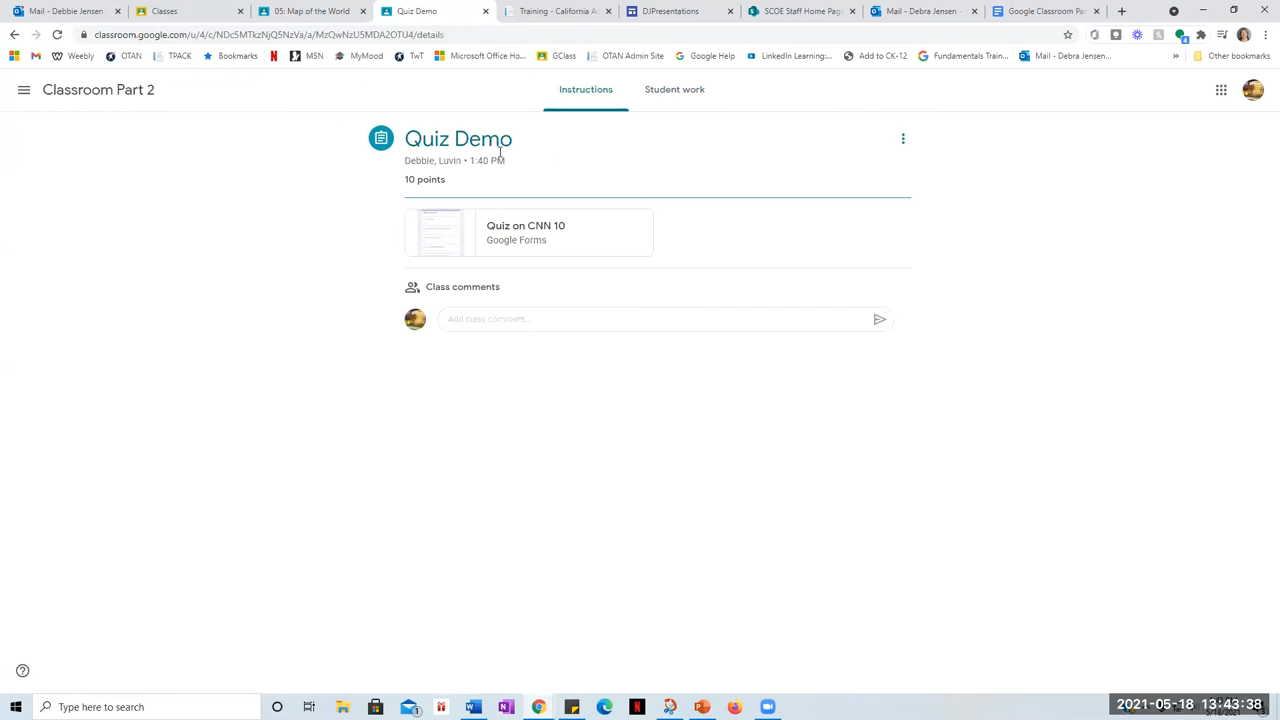 Mail - Debbie Jensen
Classes
05: Map of the World
Quiz Demo
Training - California Ac
DJPresentations
SCOE Staff Home Pag
Mail - Debra Jensen
Google Classroom Par
classroom.google.com/u/4/c/NDc5MTkzNjQ5NzVa/a/MzQwNzU5MDA2OTU4/details
Weebly
OTAN
TPACK
Bookmarks
MSN
MyMood
TwT
Microsoft Office Ho...
GClass
OTAN Admin Site
Google Help
LinkedIn Learning:...
Add to CK-12
Fundamentals Train...
Mail - Debra Jensen...
»
Other bookmarks
Classroom Part 2
Instructions
Student work
Quiz Demo
Debbie, Luvin • 1:40 PM
10 points
Quiz on CNN 10
Google Forms
Class comments
Add class comment...
Type here to search
2021-05-18 13:43:38